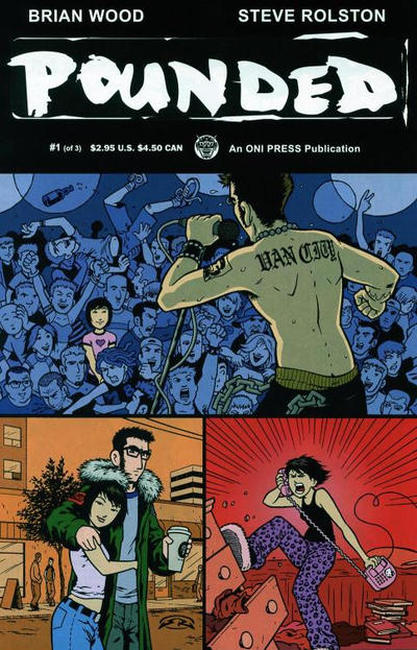 BRIAN WOOD
STEVE ROLSTON
POUNDED
#1 (of 3) $2.95 U.S. $4.50 CAN An ONI PRESS Publication
VAN CITY